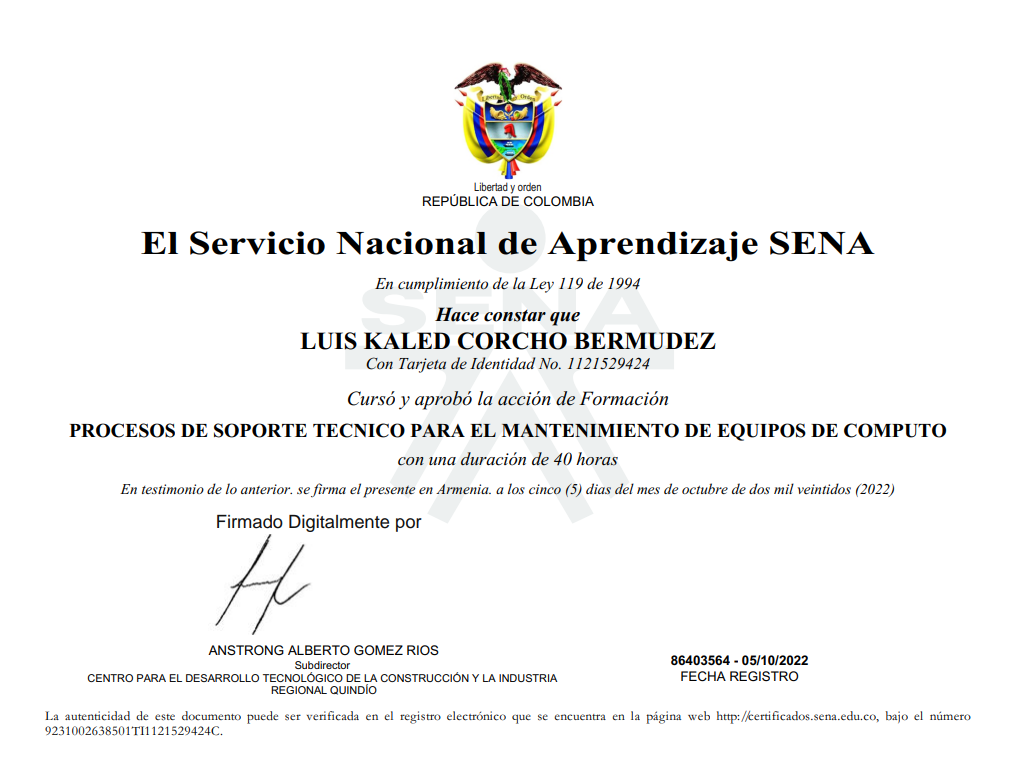 Libertad y Orden
Libertad y orden
REPÚBLICA DE COLOMBIA
El Servicio Nacional de Aprendizaje SENA
En cumplimiento de la Ley 119 de 1994
SENA
Hace constar que
LUIS KALED CORCHO BERMUDEZ
Con Tarjeta de Identidad No. 1121529424
Cursó y aprobó la acción de Formación
PROCESOS DE SOPORTE TECNICO PARA EL MANTENIMIENTO DE EQUIPOS DE COMPUTO
con una duración de 40 horas
En testimonio de lo anterior. se firma el presente en Armenia. a los cinco (5) dias del mes de octubre de dos mil veintidos (2022)
Firmado Digitalmente por
ANSTRONG ALBERTO GOMEZ RIOS
Subdirector
CENTRO PARA EL DESARROLLO TECNOLÓGICO DE LA CONSTRUCCIÓN Y LA INDUSTRIA
REGIONAL QUINDÍO
86403564 - 05/10/2022
FECHA REGISTRO
La autenticidad de este documento puede ser verificada en el registro electrónico que se encuentra en la página web http://certificados.sena.edu.co, bajo el número
9231002638501TI1121529424C.